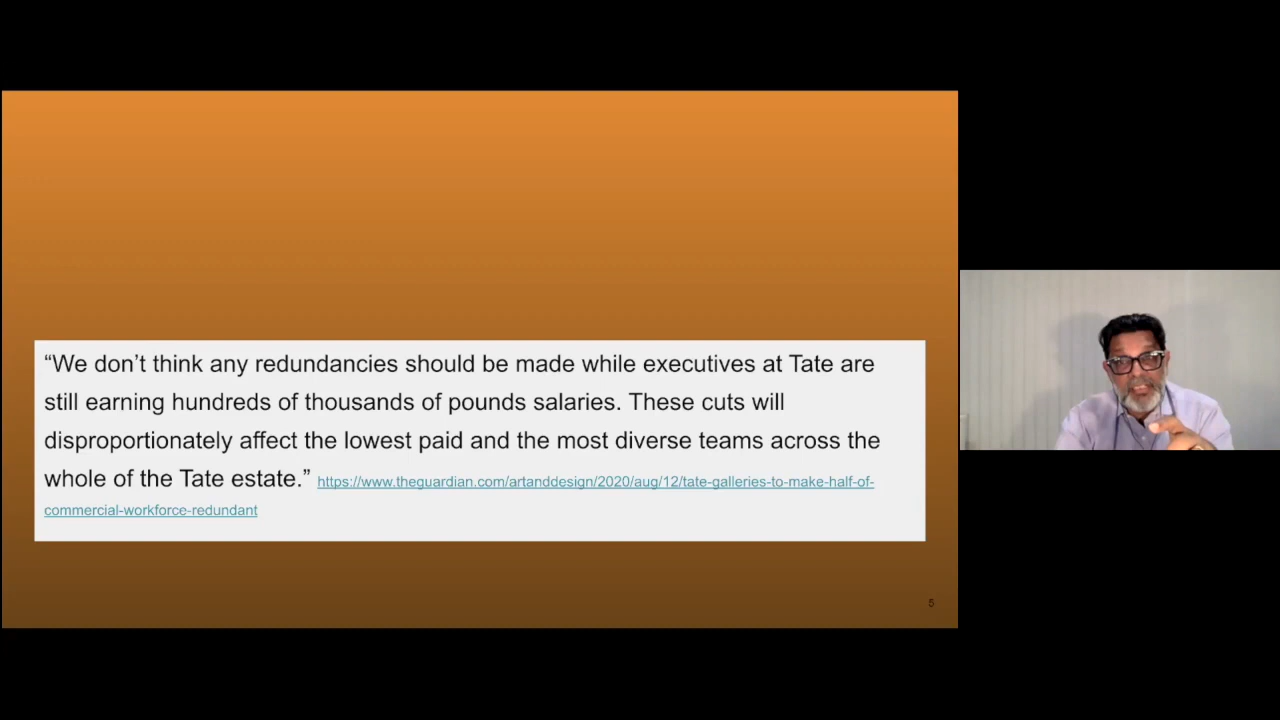 “We don’t think any redundancies should be made while executives at Tate are
still earning hundreds of thousands of pounds salaries. These cuts will
disproportionately affect the lowest paid and the most diverse teams across the
whole of the Tate estate.” https://www.theguardian.com/artanddesign/2020/aug/12/tate-galleries-to-make-half-of-
commercial-workforce-redundant
5